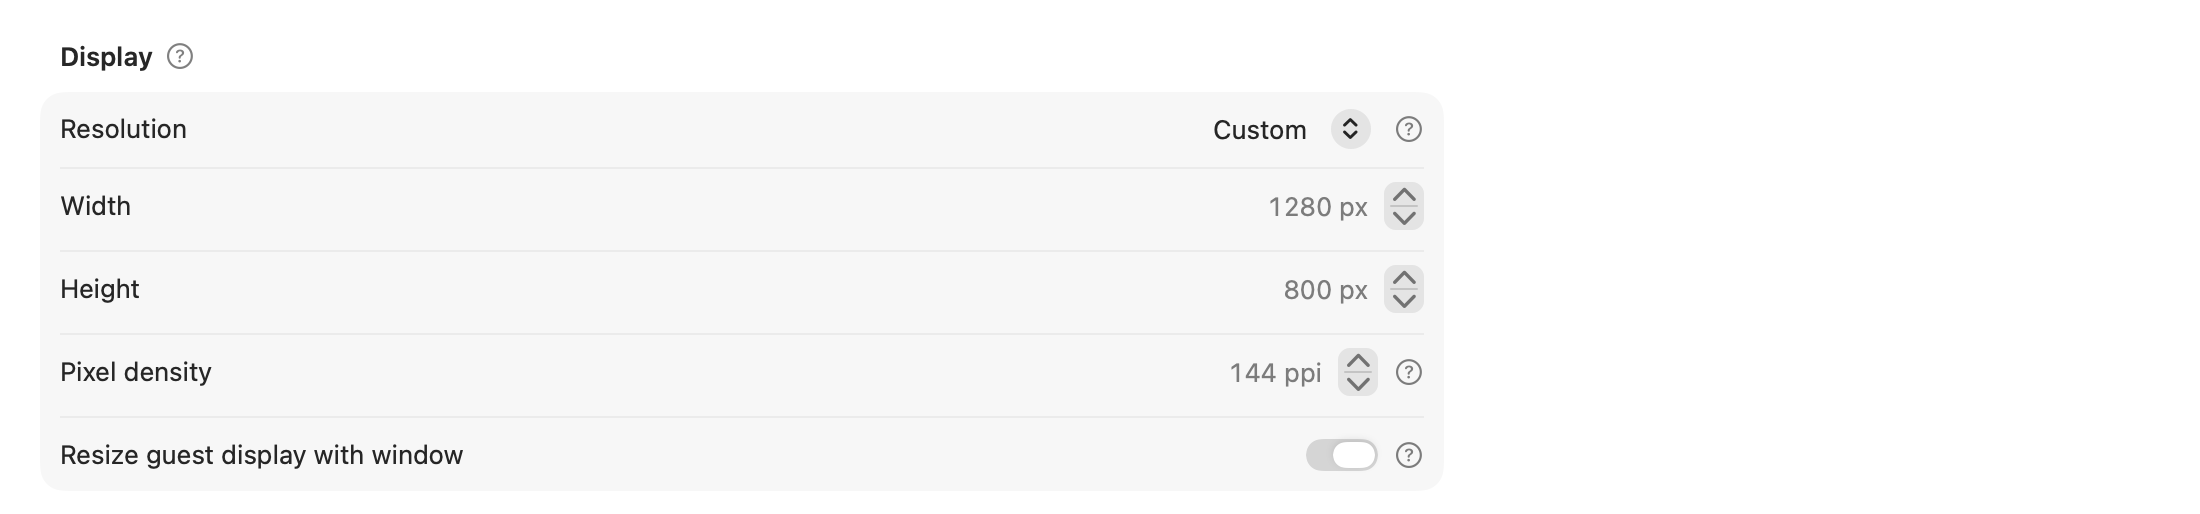 Display ?
Resolution Custom ?
Width 1280 px
Height 800 px
Pixel density 144 ppi ?
Resize guest display with window ?